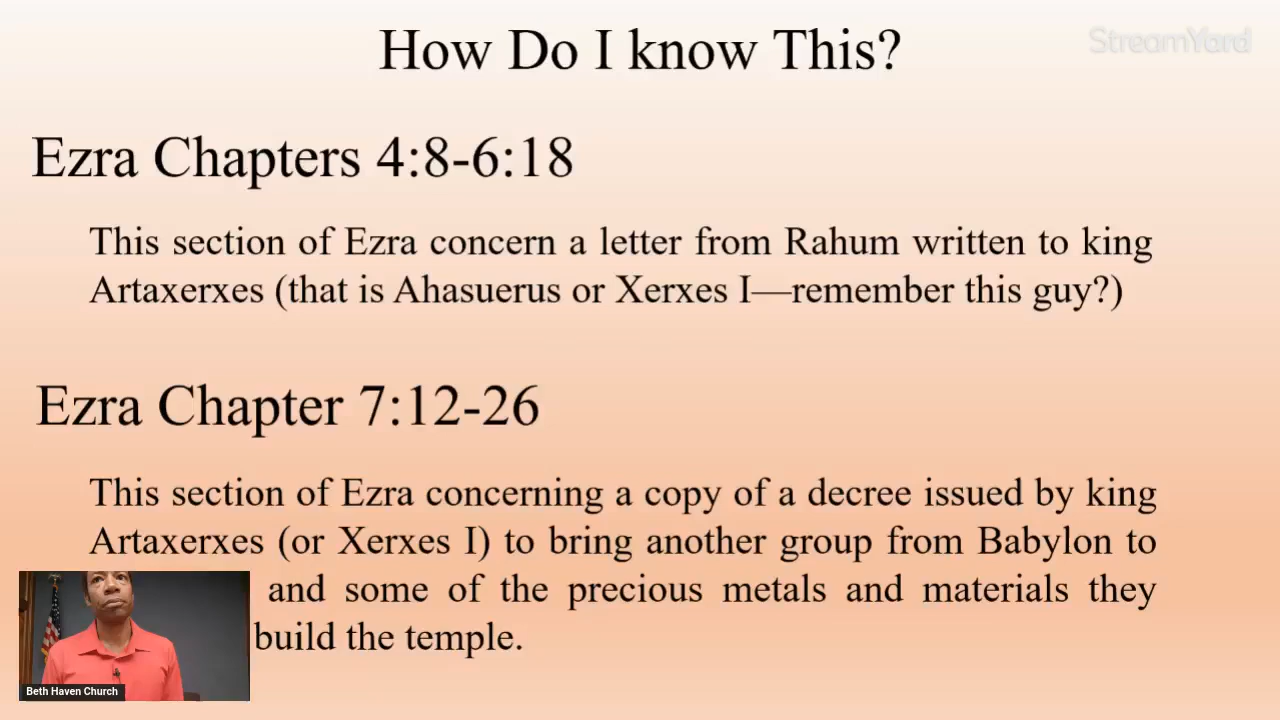 How Do I know This?
StreamYard
Ezra Chapters 4:8-6:18
This section of Ezra concern a letter from Rahum written to king
Artaxerxes (that is Ahasuerus or Xerxes I—remember this guy?)
Ezra Chapter 7:12-26
This section of Ezra concerning a copy of a decree issued by king
Artaxerxes (or Xerxes I) to bring another group from Babylon to
and some of the precious metals and materials they
build the temple.
Beth Haven Church